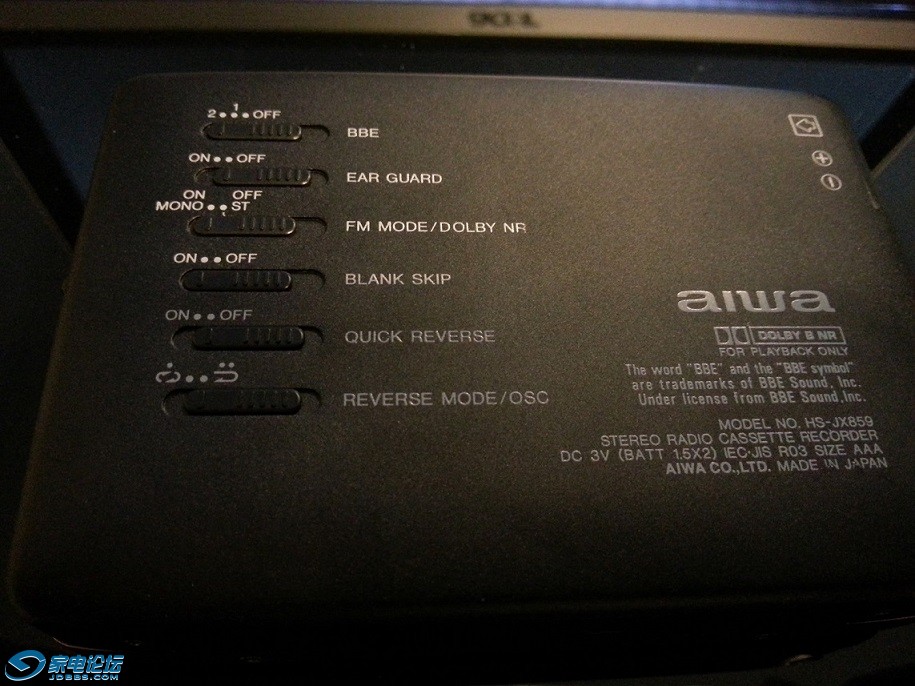 DELL
2 1 OFF
BBE
ON OFF
EAR GUARD
ON OFF
MONO ST
FM MODE/DOLBY NR
ON OFF
BLANK SKIP
ON OFF
QUICK REVERSE
REVERSE MODE/OSC
aiwa
DOLBY B NR
FOR PLAYBACK ONLY
The word "BBE" and the "BBE symbol"
are trademarks of BBE Sound, Inc.
Under license from BBE Sound,Inc.
MODEL NO. HS-JX859
STEREO RADIO CASSETTE RECORDER
DC 3V (BATT 1.5X2) IEC·JIS R03 SIZE AAA
AIWA CO.,LTD. MADE IN JAPAN
家电论坛
JDBBS.COM